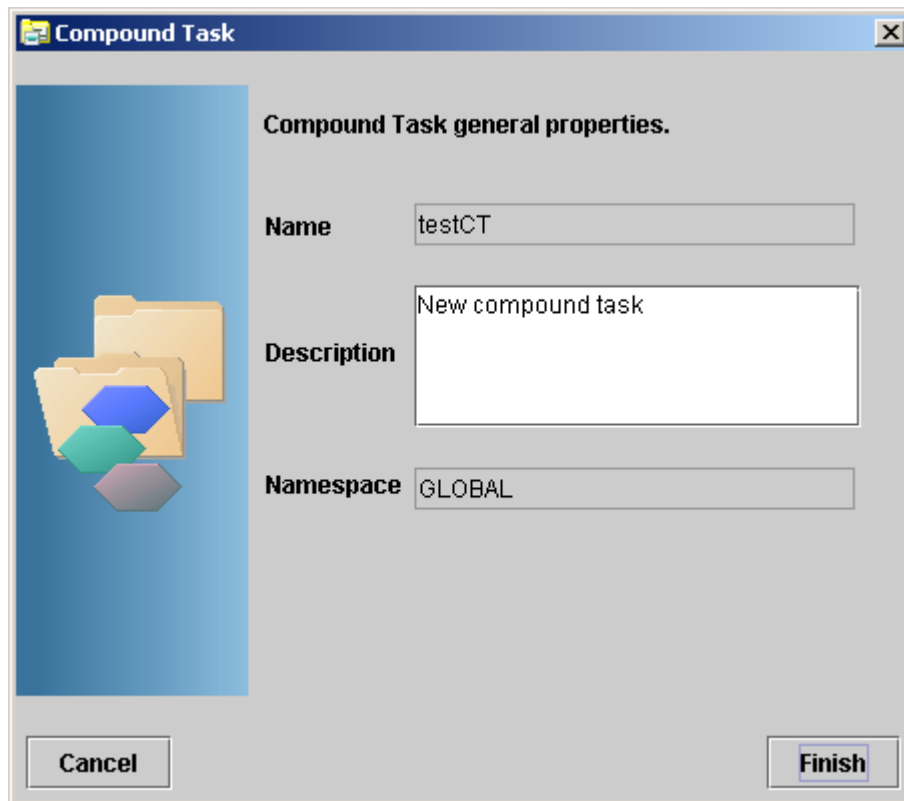 Compound Task
Compound Task general properties.
Name testCT
Description New compound task
Namespace GLOBAL
Cancel Finish